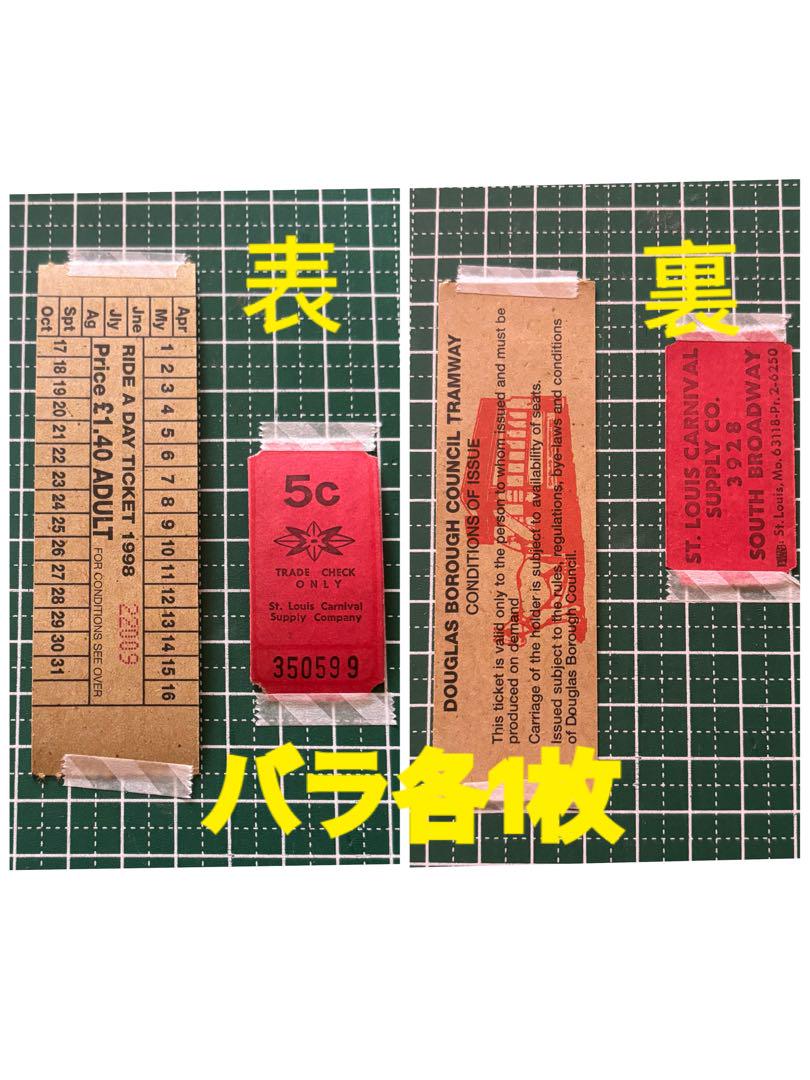 表
Apr
My
Jne
Jly
Ag
Spt
Oct
1 2 3 4 5 6 7 8 9 10 11 12 13 14 15 16
RIDE A DAY TICKET 1998 22009
Price £1.40 ADULT FOR CONDITIONS SEE OVER
17 18 19 20 21 22 23 24 25 26 27 28 29 30 31
5c
TRADE CHECK
ONLY
St. Louis Carnival
Supply Company
350599
裏
DOUGLAS BOROUGH COUNCIL TRAMWAY
CONDITIONS OF ISSUE
This ticket is valid only to the person to whom issued and must be
produced on demand
Carriage of the holder is subject to availability of seats.
Issued subject to the rules, regulations, bye-laws and conditions
of Douglas Borough Council.
ST. LOUIS CARNIVAL
SUPPLY CO.
3928
SOUTH BROADWAY
St. Louis, Mo. 63118-Pr. 2-6250
バラ各1枚